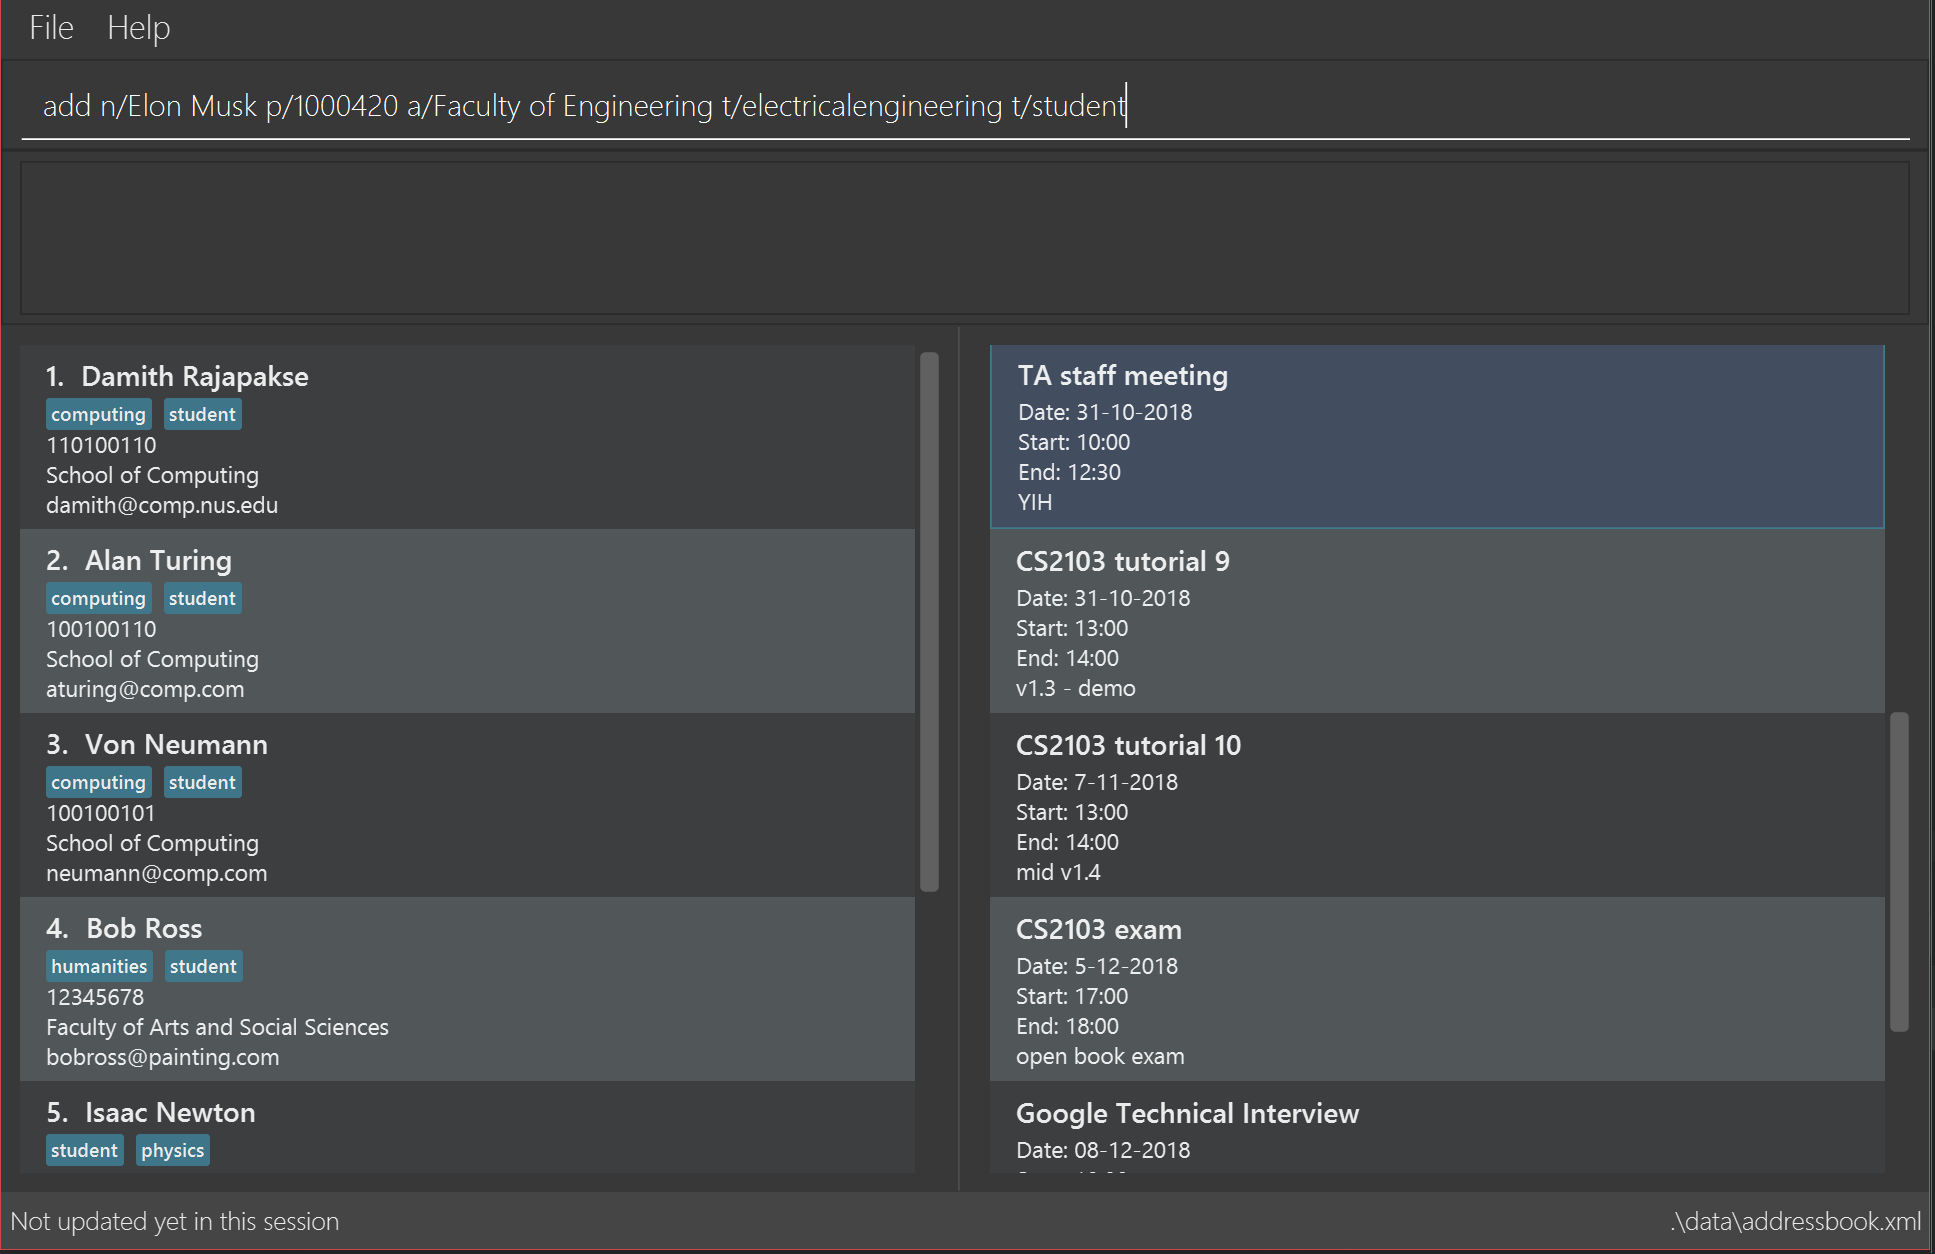 File Help
add n/Elon Musk p/1000420 a/Faculty of Engineering t/electricalengineering t/student
1. Damith Rajapakse
computing student
110100110
School of Computing
damith@comp.nus.edu
2. Alan Turing
computing student
100100110
School of Computing
aturing@comp.com
3. Von Neumann
computing student
100100101
School of Computing
neumann@comp.com
4. Bob Ross
humanities student
12345678
Faculty of Arts and Social Sciences
bobross@painting.com
5. Isaac Newton
student physics
TA staff meeting
Date: 31-10-2018
Start: 10:00
End: 12:30
YIH
CS2103 tutorial 9
Date: 31-10-2018
Start: 13:00
End: 14:00
v1.3 - demo
CS2103 tutorial 10
Date: 7-11-2018
Start: 13:00
End: 14:00
mid v1.4
CS2103 exam
Date: 5-12-2018
Start: 17:00
End: 18:00
open book exam
Google Technical Interview
Date: 08-12-2018
Not updated yet in this session
.\data\addressbook.xml